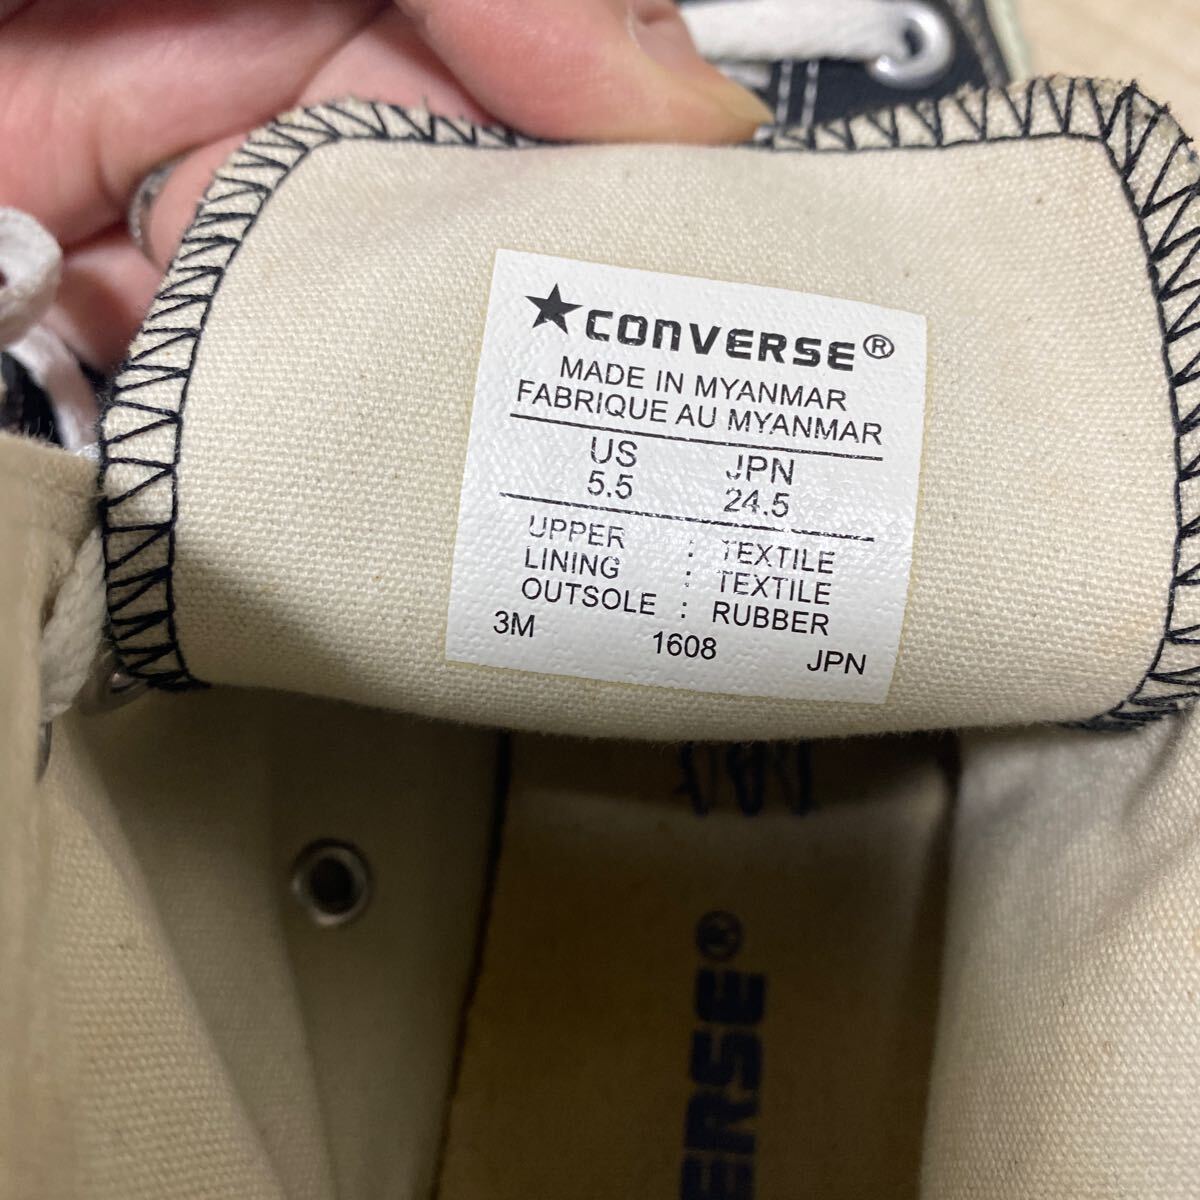 ★CONVERSE®
MADE IN MYANMAR
FABRIQUE AU MYANMAR
US JPN
5.5 24.5
UPPER : TEXTILE
LINING : TEXTILE
OUTSOLE : RUBBER
3M 1608 JPN
ERSE®